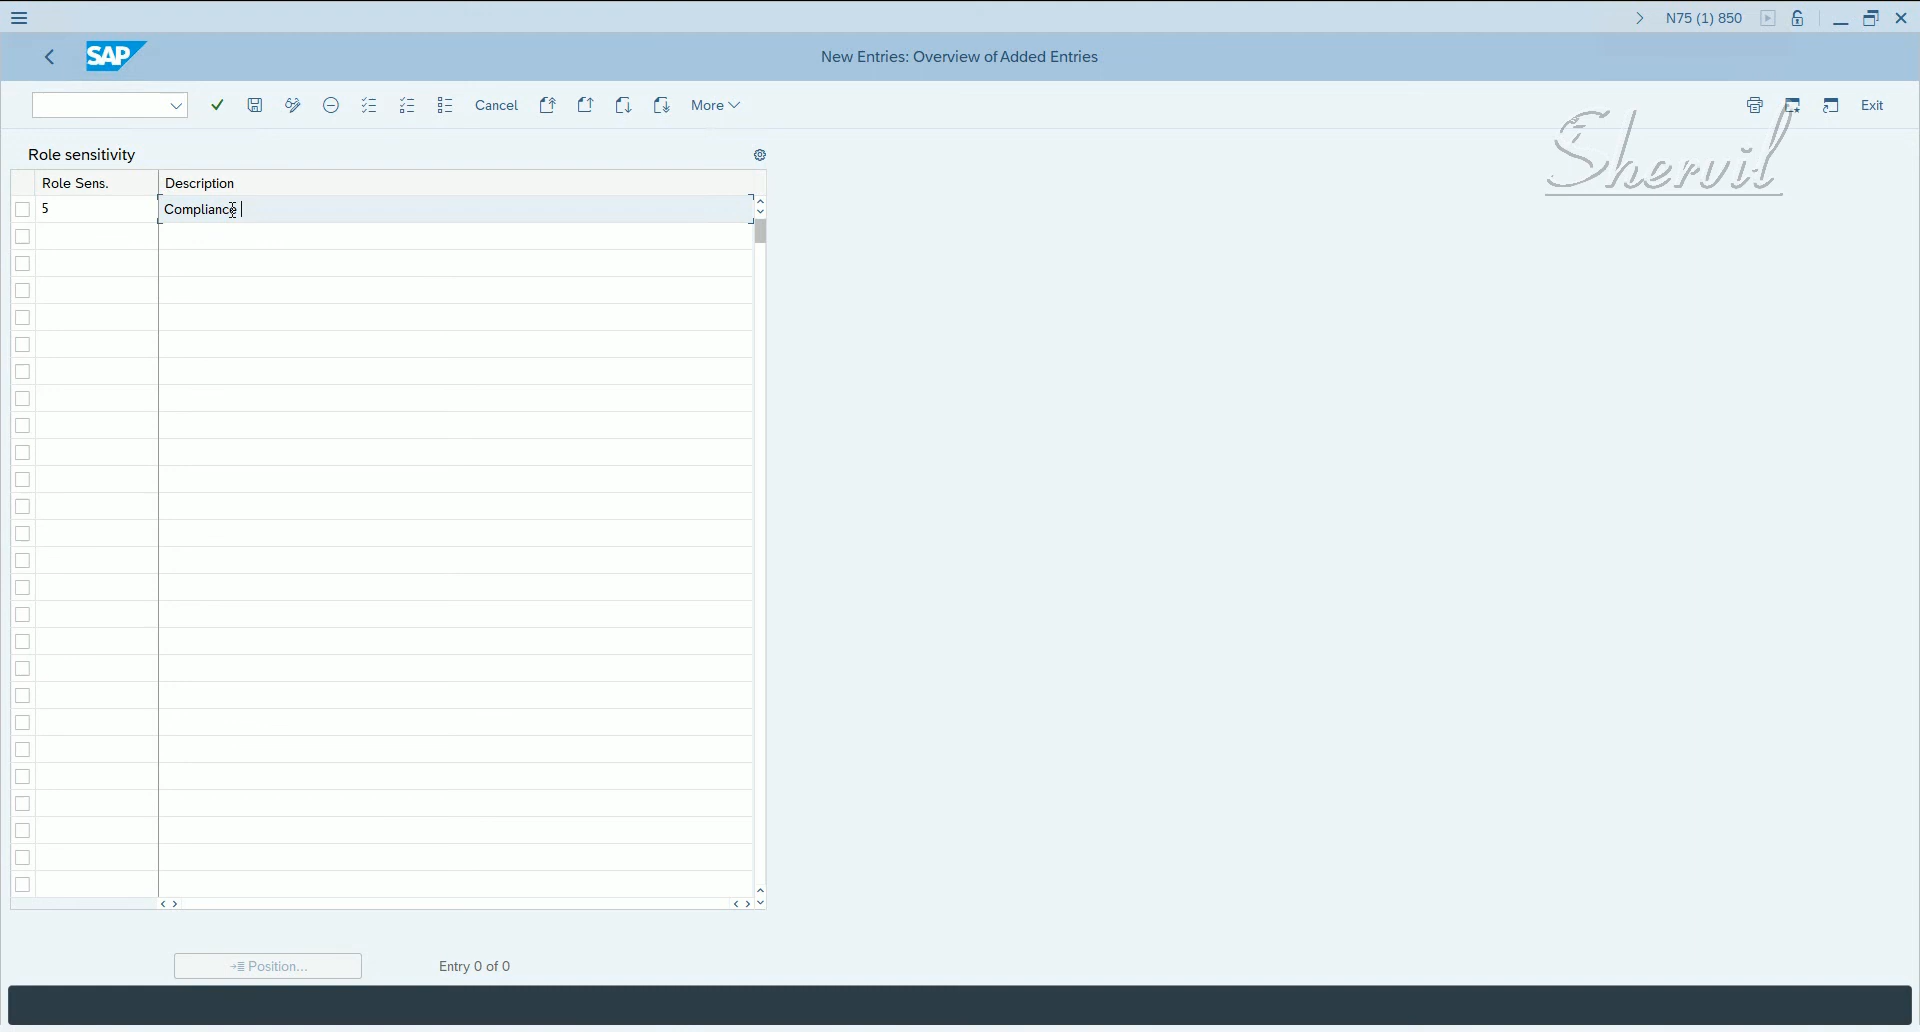 N75 (1) 850
SAP
New Entries: Overview of Added Entries
Cancel
More
Exit
Shervil
Role sensitivity
Role Sens.
Description
5
Compliance
Position...
Entry 0 of 0